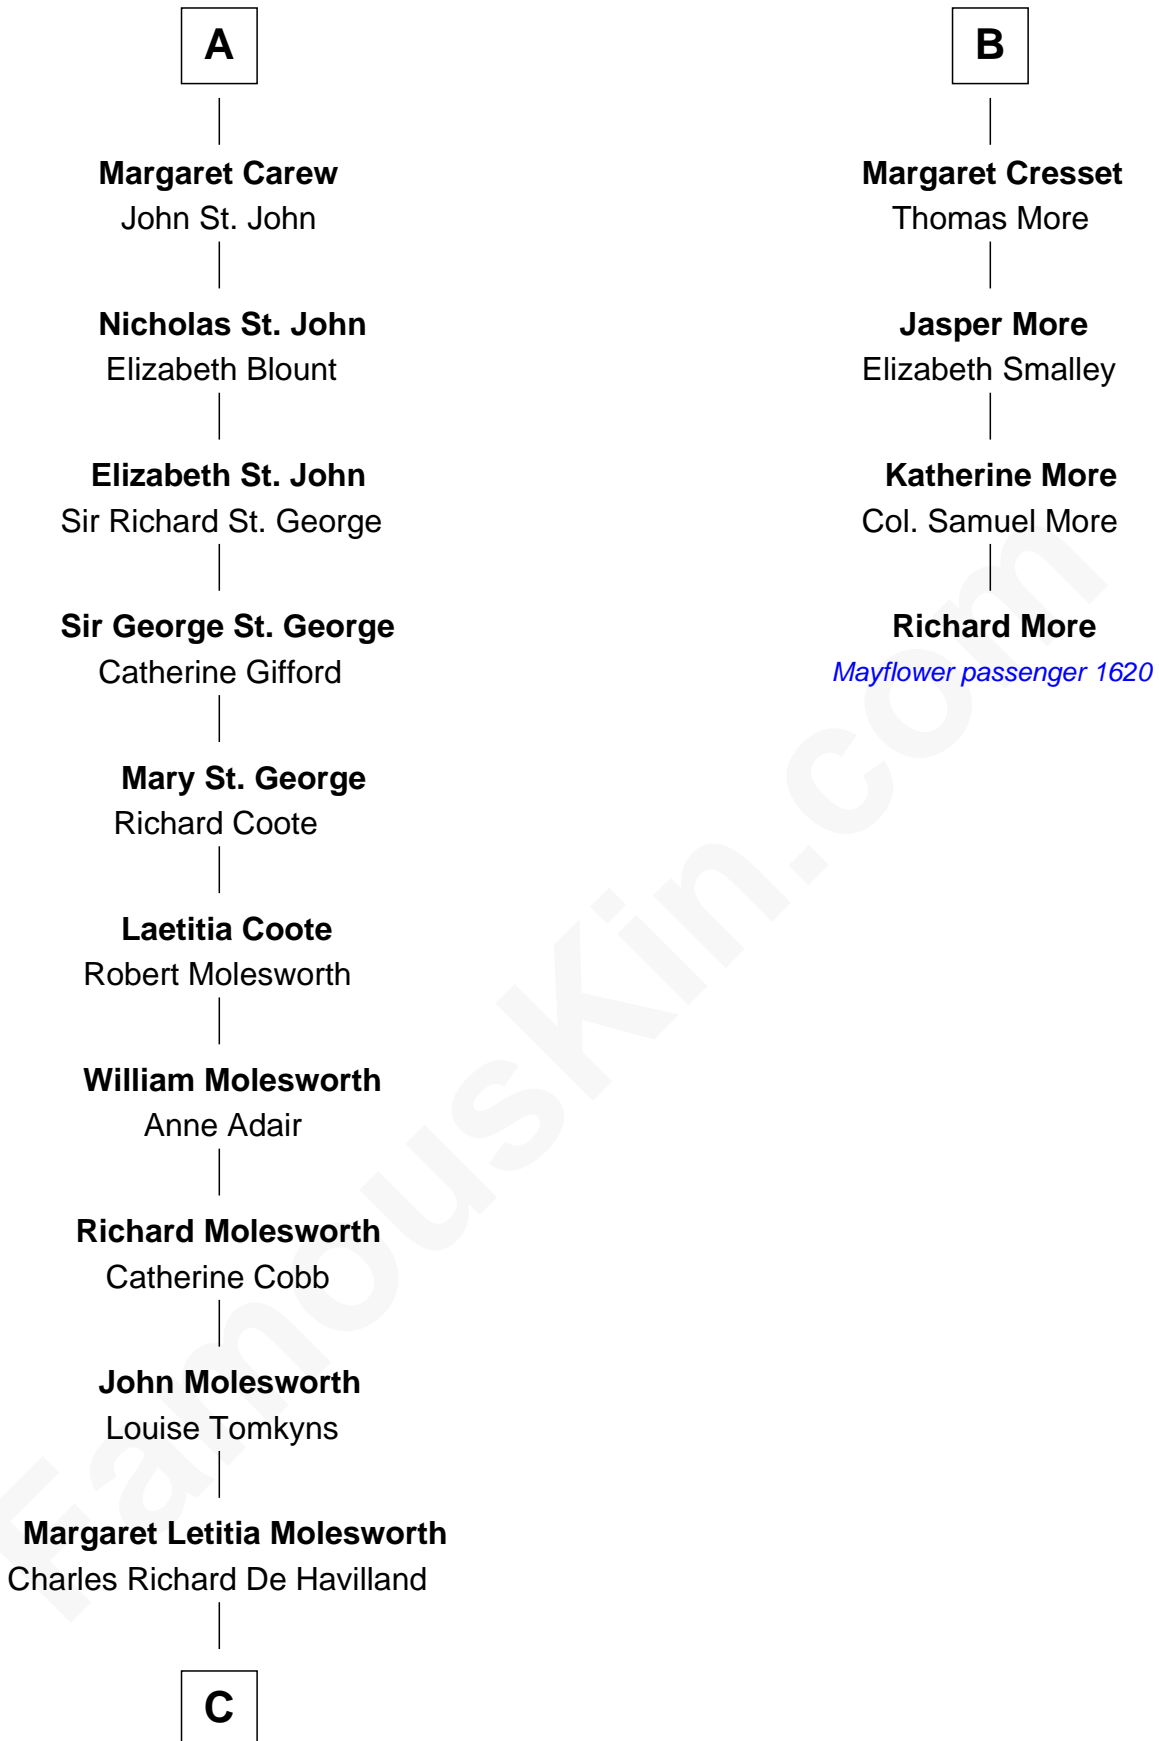 A
Margaret Carew
John St. John
Nicholas St. John
Elizabeth Blount
Elizabeth St. John
Sir Richard St. George
Sir George St. George
Catherine Gifford
Mary St. George
Richard Coote
Laetitia Coote
Robert Molesworth
William Molesworth
Anne Adair
Richard Molesworth
Catherine Cobb
John Molesworth
Louise Tomkyns
Margaret Letitia Molesworth
Charles Richard De Havilland
C
B
Margaret Cresset
Thomas More
Jasper More
Elizabeth Smalley
Katherine More
Col. Samuel More
Richard More
Mayflower passenger 1620
FamousKin.com